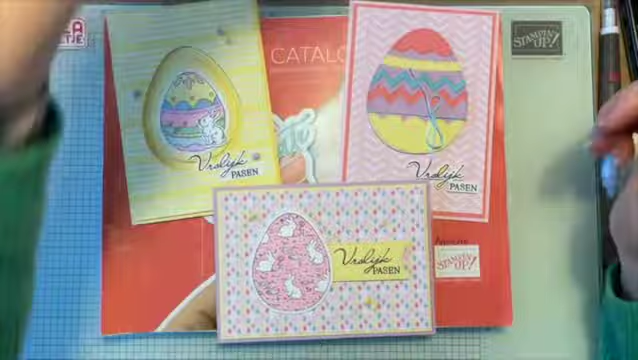 CATALO
STAMPIN'
UP!
Vrolijk
PASEN
Vrolijk
PASEN
Vrolijk
PASEN
STAMPIN'
UP!